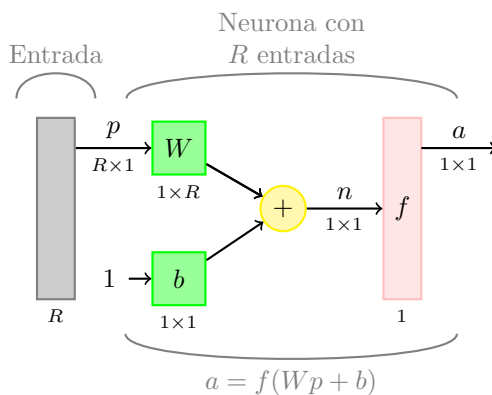 Neurona con
Entrada
R entradas
p
R×1
W
1×R
+
n
1×1
f
a
1×1
1
b
1×1
R
1
a = f(Wp + b)